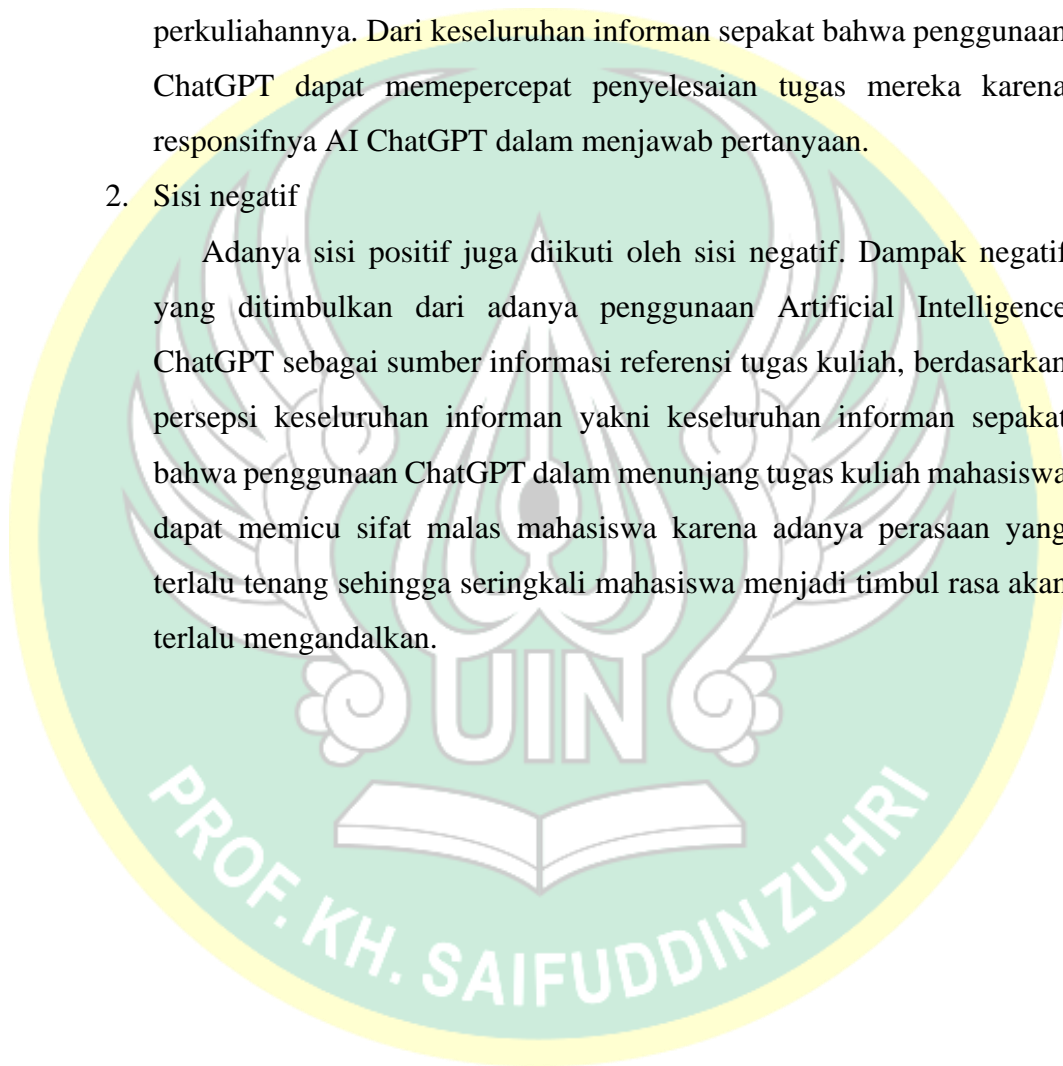 perkuliahannya. Dari keseluruhan informan sepakat bahwa penggunaan
ChatGPT dapat memepercepat penyelesaian tugas mereka karena
responsifnya AI ChatGPT dalam menjawab pertanyaan.
2. Sisi negatif
Adanya sisi positif juga diikuti oleh sisi negatif. Dampak negatif
yang ditimbulkan dari adanya penggunaan Artificial Intelligence
ChatGPT sebagai sumber informasi referensi tugas kuliah, berdasarkan
persepsi keseluruhan informan yakni keseluruhan informan sepakat
bahwa penggunaan ChatGPT dalam menunjang tugas kuliah mahasiswa
dapat memicu sifat malas mahasiswa karena adanya perasaan yang
terlalu tenang sehingga seringkali mahasiswa menjadi timbul rasa akan
terlalu mengandalkan.
UIN
PROF. KH. SAIFUDDIN ZUHRI